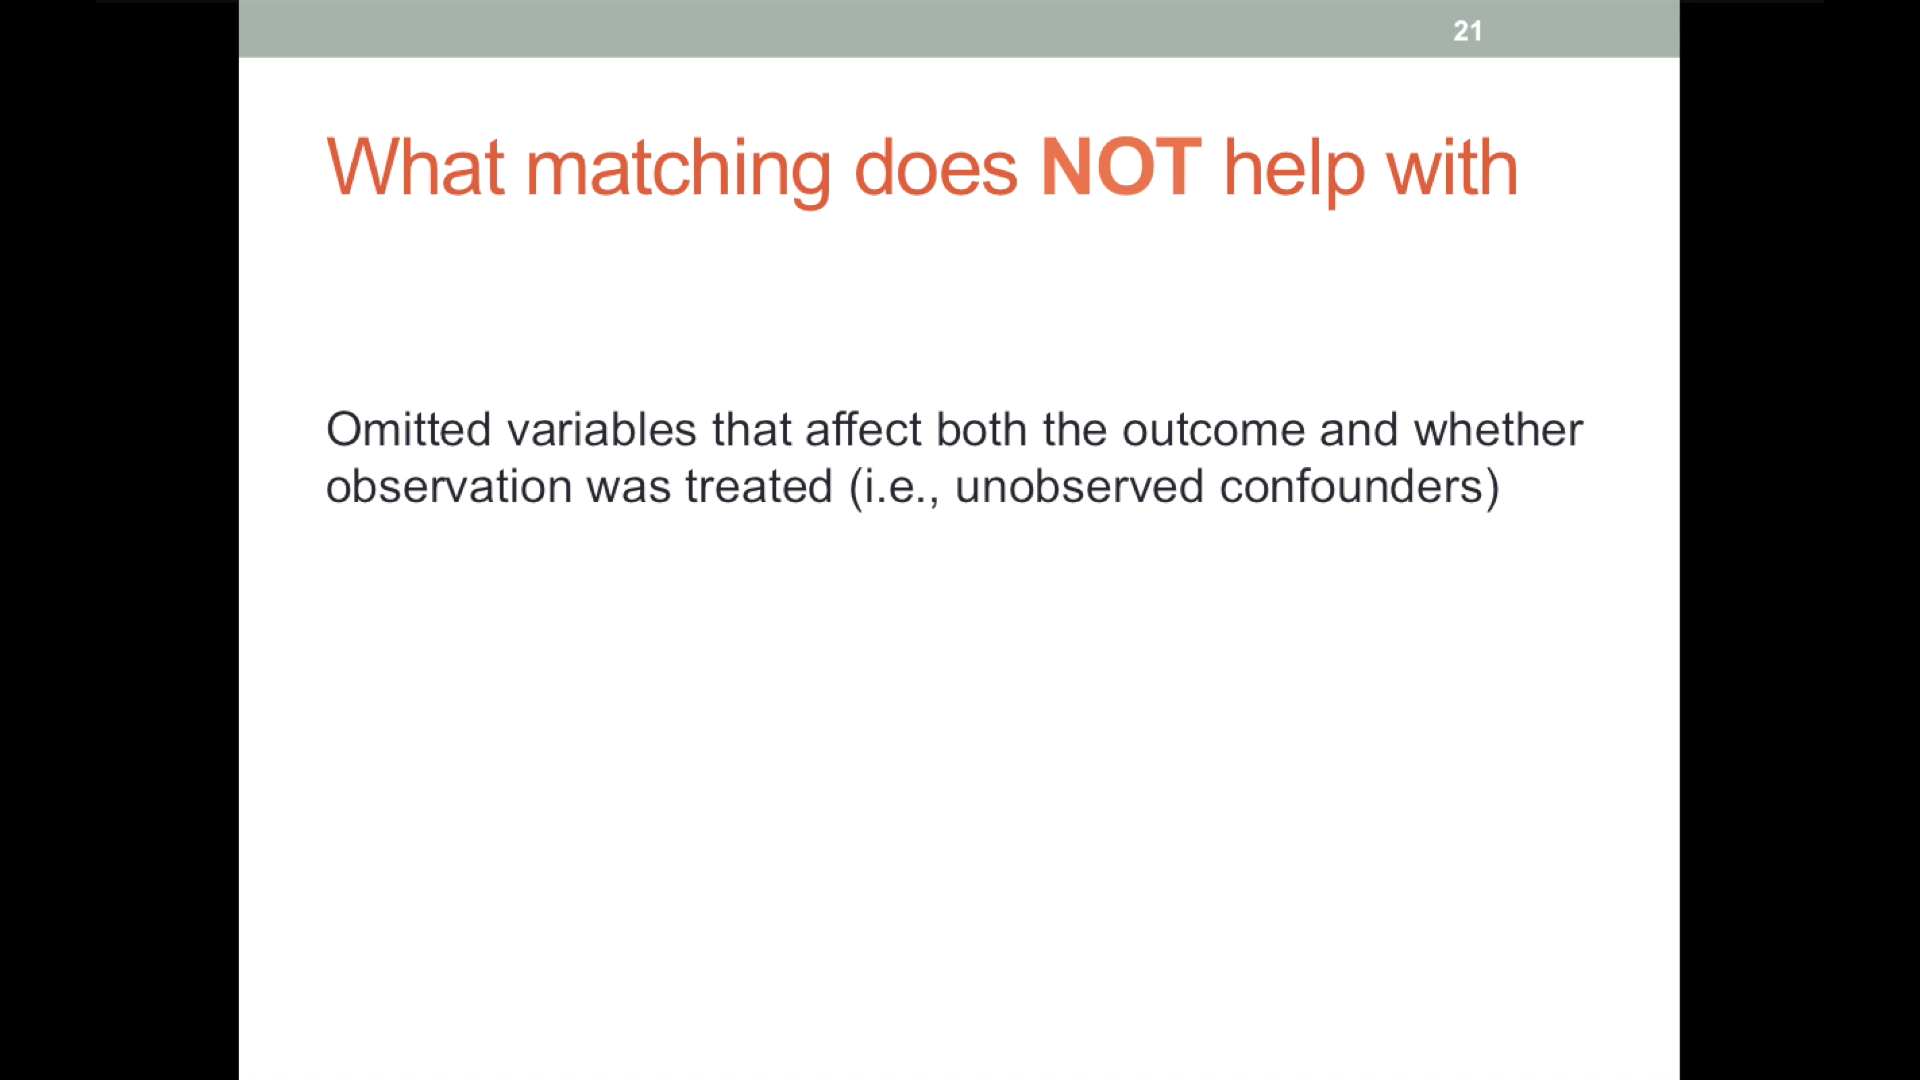 21
What matching does NOT help with
Omitted variables that affect both the outcome and whether
observation was treated (i.e., unobserved confounders)